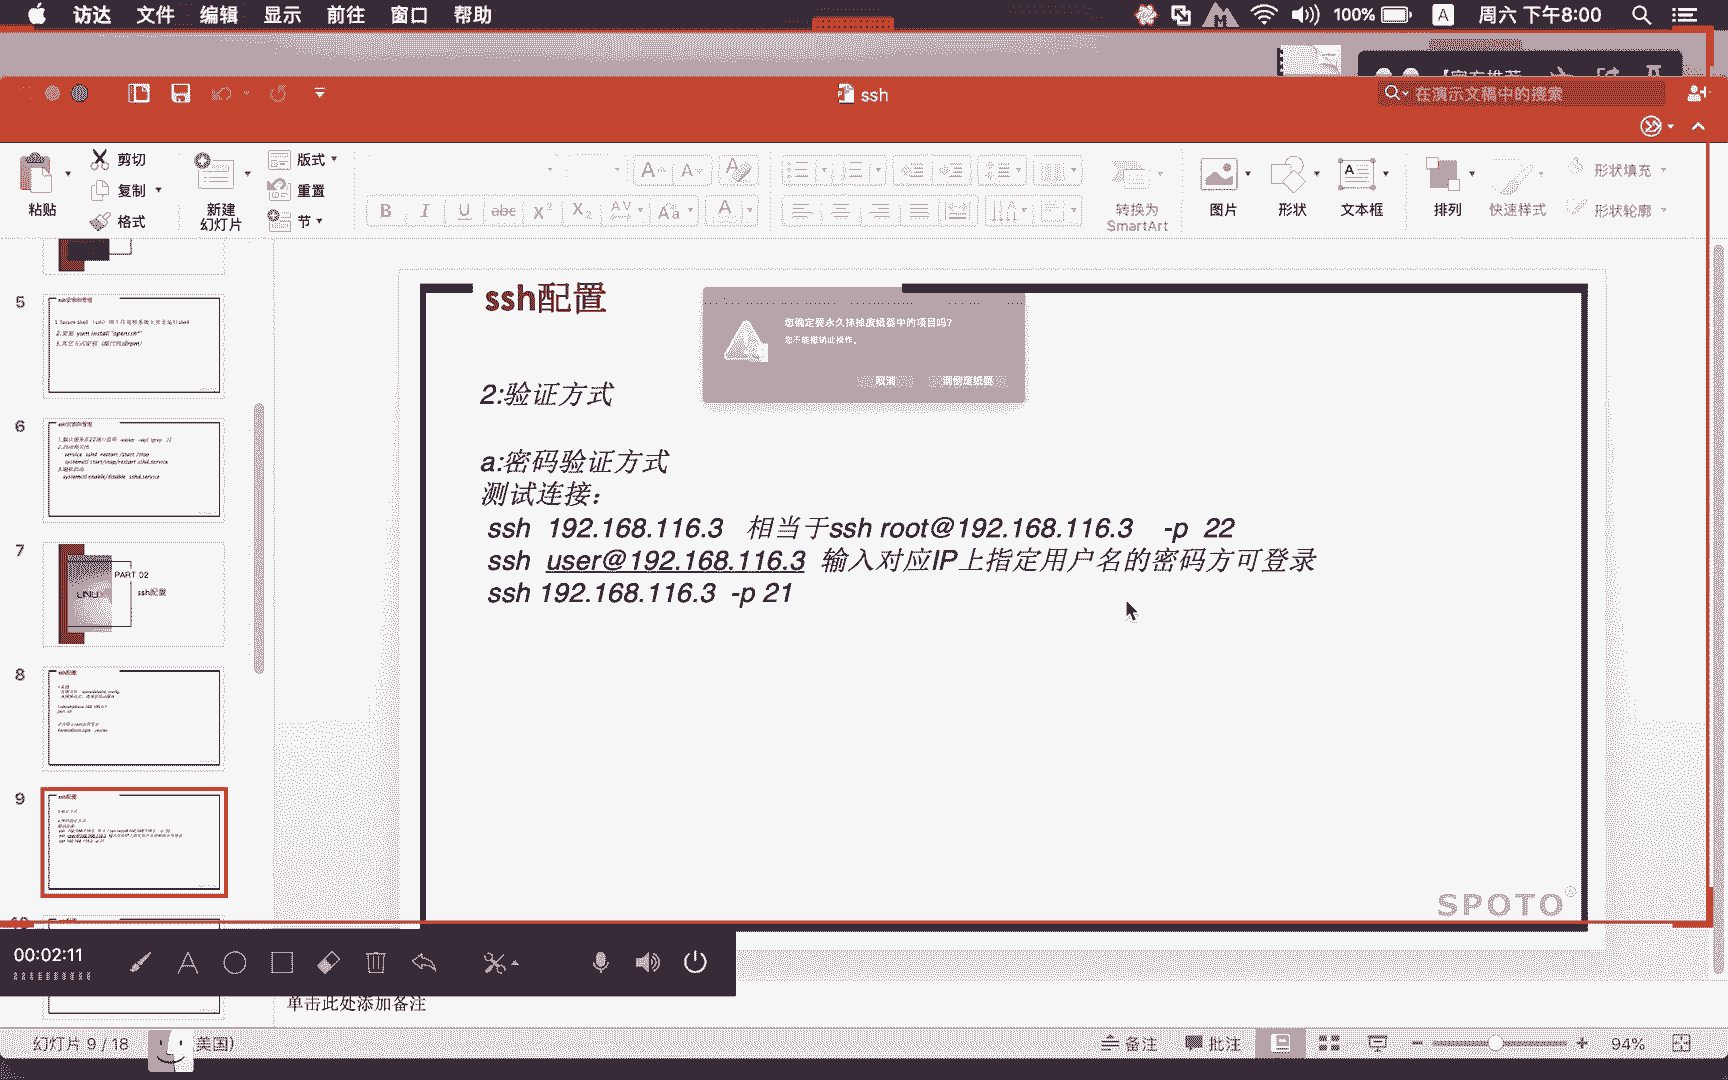 访达 文件 编辑 显示 前往 窗口 帮助 100% A 周六 下午8:00
ssh
在演示文稿中的搜索
粘贴 剪切 复制 格式
新建
幻灯片
版式
重置
节
B I U abc X² X₂ AV Aa A
转换为
SmartArt
图片 形状 文本框 排列 快速样式
形状填充
形状轮廓
ssh配置
您确定要永久抹掉废纸篓中的项目吗?
您不能撤销此操作。
取消 清倒废纸篓
2:验证方式
a:密码验证方式
测试连接：
ssh 192.168.116.3 相当于ssh root@192.168.116.3 -p 22
ssh user@192.168.116.3 输入对应IP上指定用户名的密码方可登录
ssh 192.168.116.3 -p 21
SPOTO
5
6
7
PART 02
LINUX
ssh配置
8
9
10
00:02:11
单击此处添加备注
幻灯片 9 / 18
美国)
备注
批注
94%